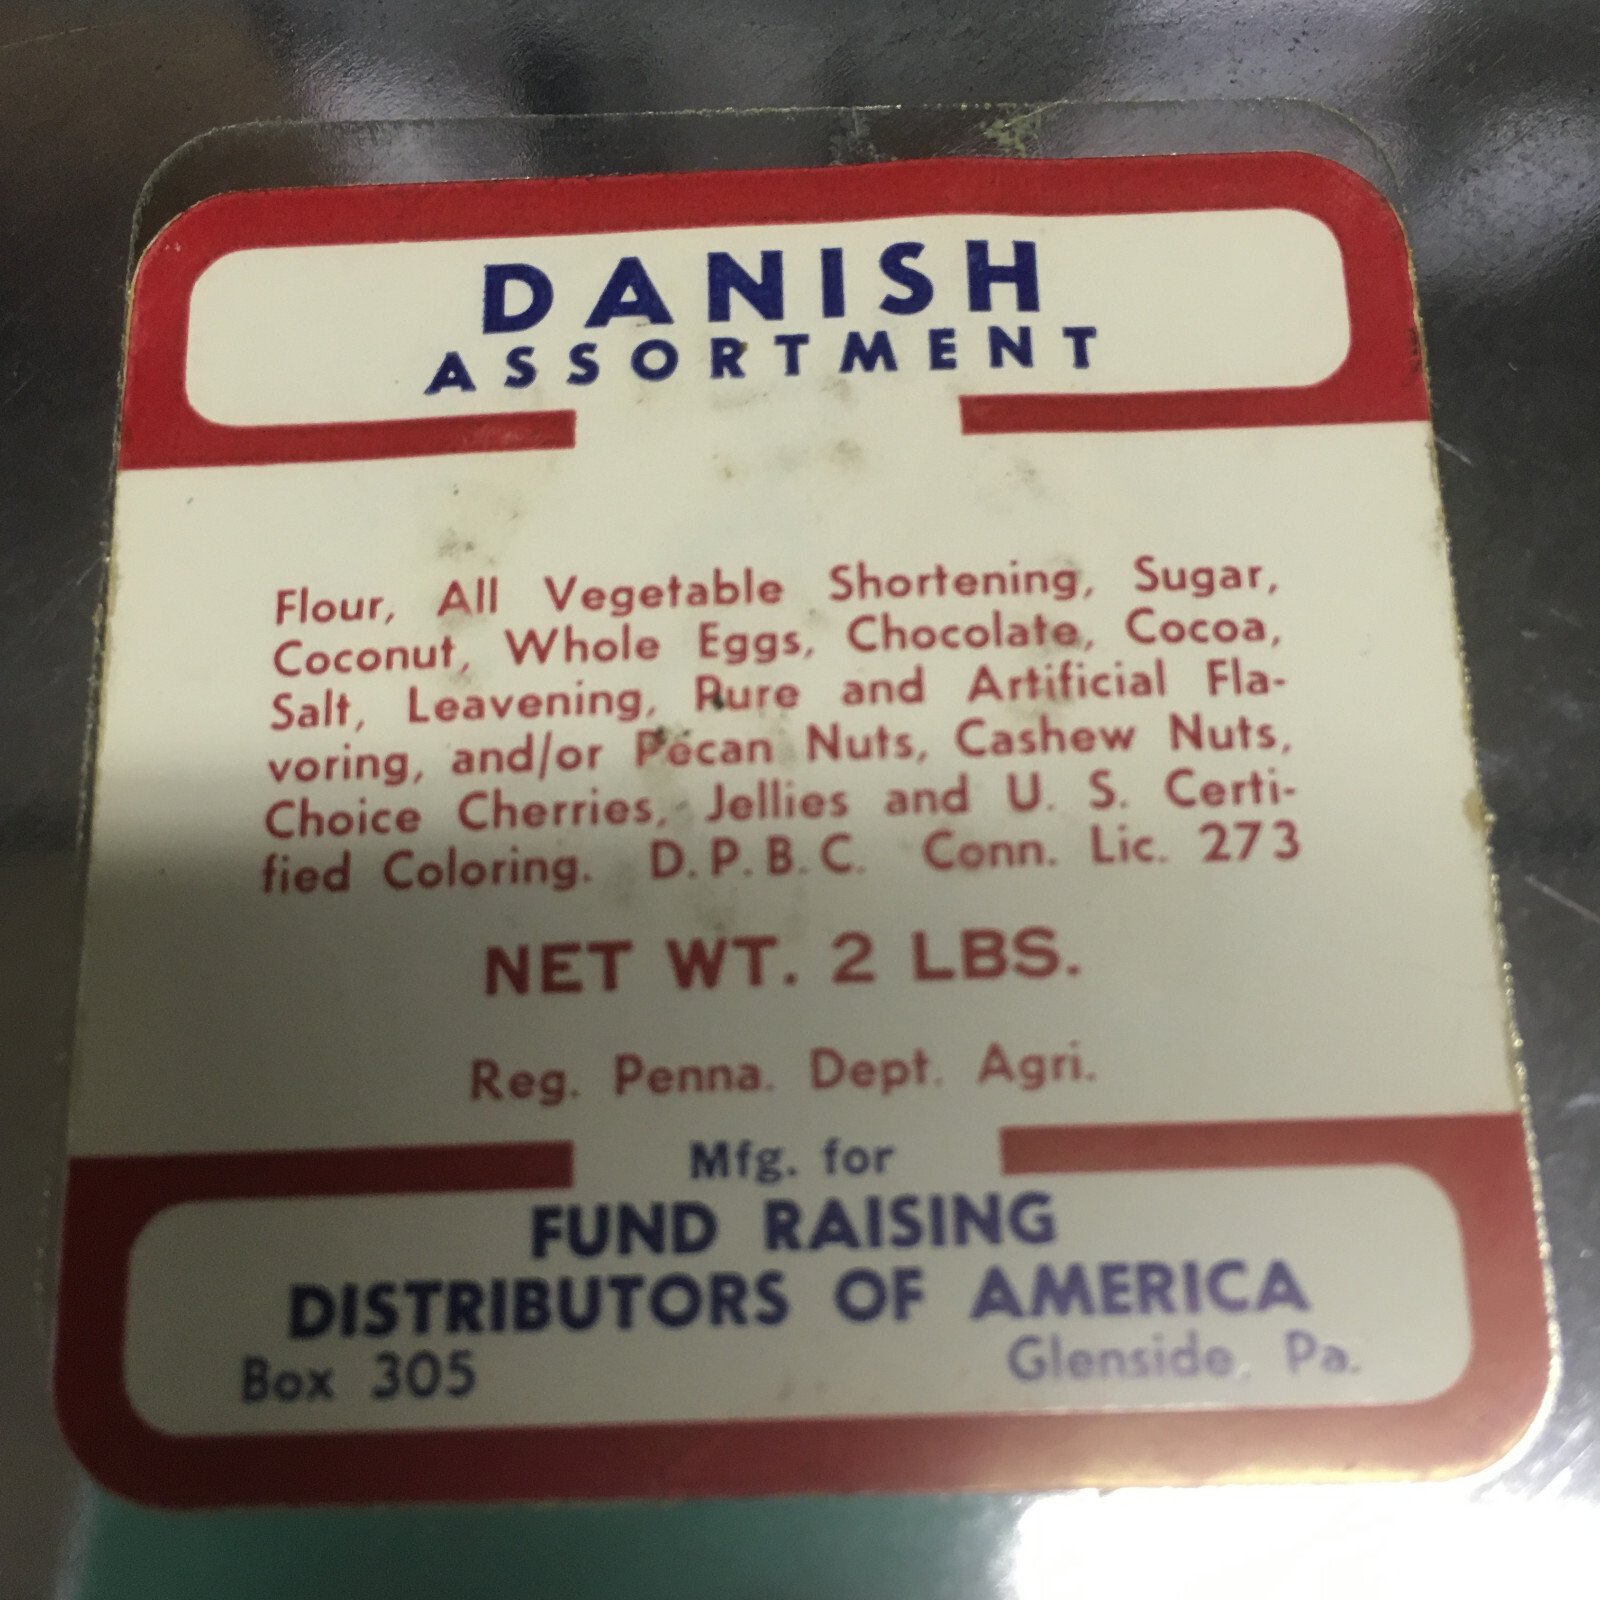 DANISH
ASSORTMENT
Flour, All Vegetable Shortening, Sugar,
Coconut, Whole Eggs, Chocolate, Cocoa,
Salt, Leavening, Pure and Artificial Fla-
voring, and/or Pecan Nuts, Cashew Nuts,
Choice Cherries, Jellies and U. S. Certi-
fied Coloring. D.P.B.C. Conn. Lic. 273
NET WT. 2 LBS.
Reg. Penna. Dept. Agri.
Mfg. for
FUND RAISING
DISTRIBUTORS OF AMERICA
Box 305 Glenside, Pa.